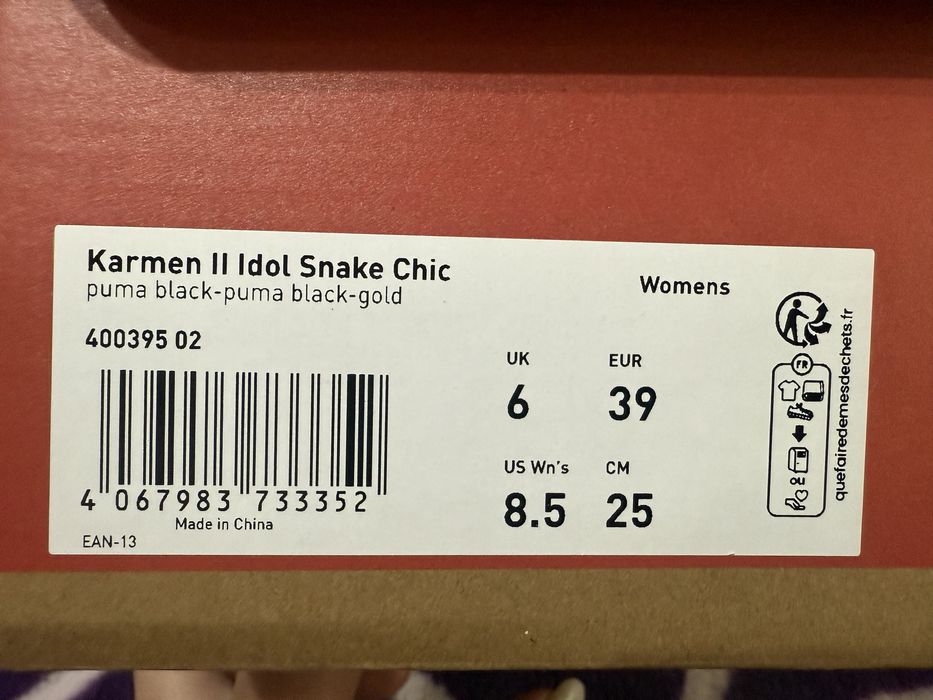 Karmen II Idol Snake Chic
puma black-puma black-gold
Womens
400395 02
UK
EUR
6
39
US Wn's
CM
8.5
25
4 067983 733352
Made in China
EAN-13
FR
ou
quefairedemesdechets.fr